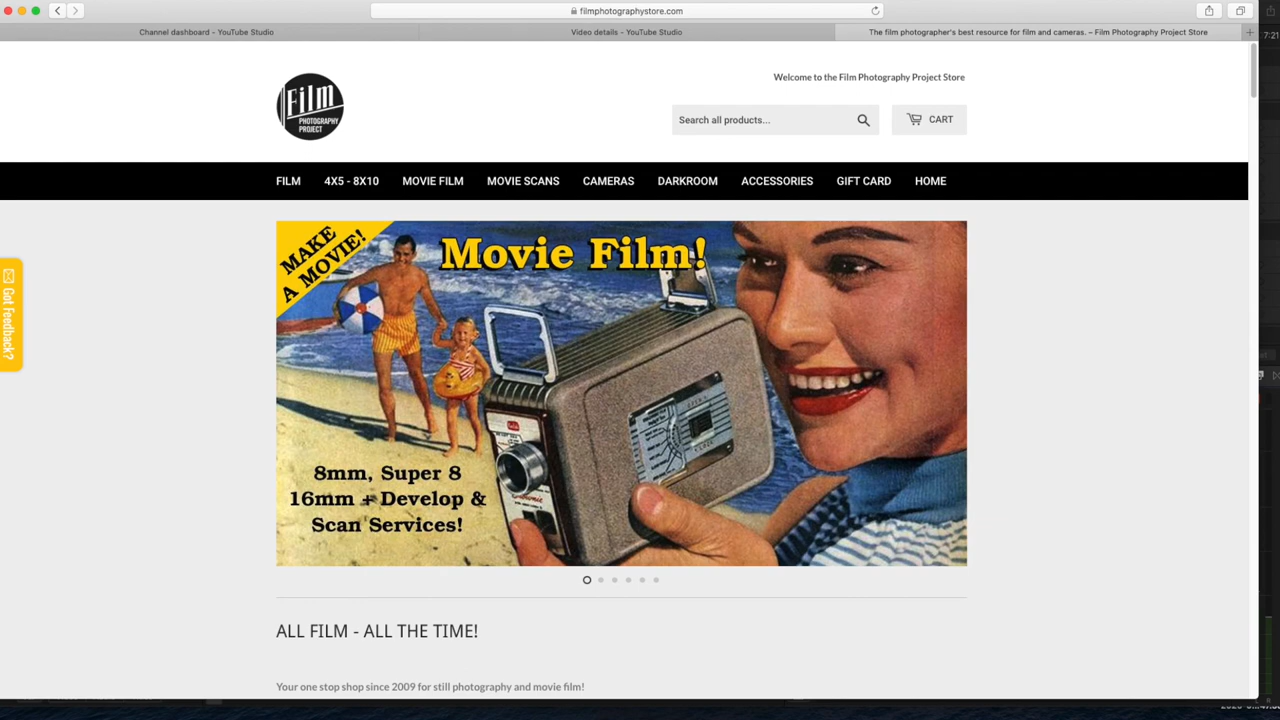 filmphotographystore.com
Channel dashboard - YouTube Studio
Video details - YouTube Studio
The film photographer's best resource for film and cameras. – Film Photography Project Store
7:21
Film
PHOTOGRAPHY
PROJECT
Welcome to the Film Photography Project Store
Search all products...
CART
FILM
4X5 - 8X10
MOVIE FILM
MOVIE SCANS
CAMERAS
DARKROOM
ACCESSORIES
GIFT CARD
HOME
MAKE
A MOVIE!
Movie Film!
8mm, Super 8
16mm + Develop &
Scan Services!
Got Feedback?
ALL FILM - ALL THE TIME!
Your one stop shop since 2009 for still photography and movie film!